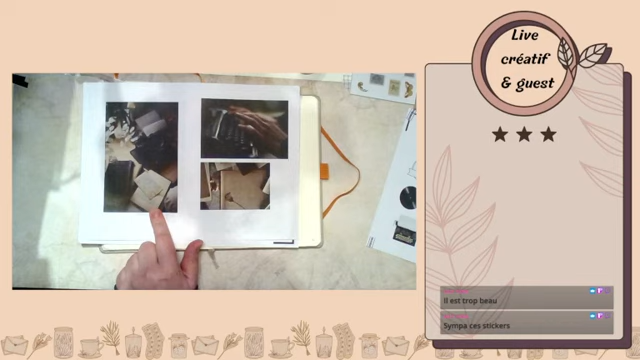 Live
créatif
& guest
Il est trop beau
Sympa ces stickers